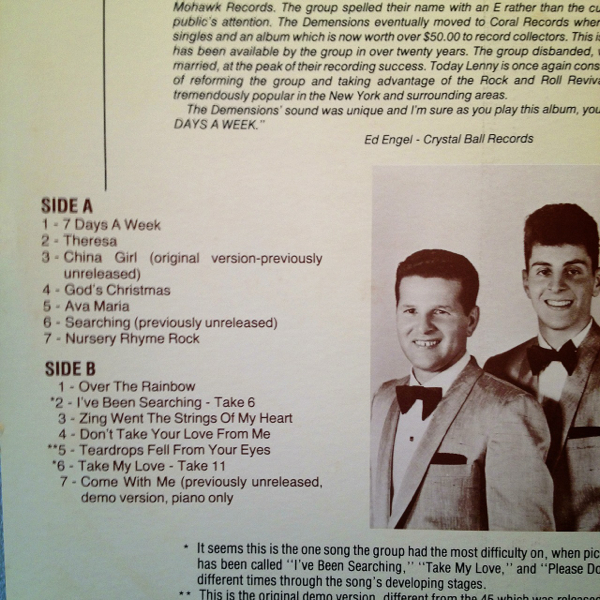 Mohawk Records. The group spelled their name with an E rather than the
public's attention. The Demensions eventually moved to Coral Records
singles and an album which is now worth over $50.00 to record collectors. This
has been available by the group in over twenty years. The group disbanded,
married, at the peak of their recording success. Today Lenny is once again
of reforming the group and taking advantage of the Rock and Roll
tremendously popular in the New York and surrounding areas.
The Demensions' sound was unique and I'm sure as you play this album,
DAYS A WEEK."
Ed Engel - Crystal Ball Records
SIDE A
1 - 7 Days A Week
2 - Theresa
3 - China Girl (original version-previously
unreleased)
4 - God's Christmas
5 - Ava Maria
6 - Searching (previously unreleased)
7 - Nursery Rhyme Rock
SIDE B
1 - Over The Rainbow
*2 - I've Been Searching - Take 6
3 - Zing Went The Strings Of My Heart
4 - Don't Take Your Love From Me
**5 - Teardrops Fell From Your Eyes
*6 - Take My Love - Take 11
7 - Come With Me (previously unreleased,
demo version, piano only
* It seems this is the one song the group had the most difficulty on, when
has been called "I've Been Searching," "Take My Love," and "Please
different times through the song's developing stages.
** This is the original demo version, different from the 45 which was